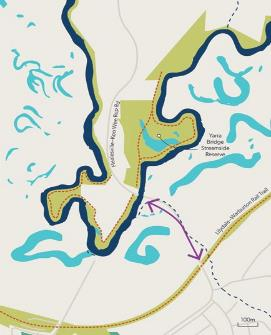 Healesville–Koo Wee Rup Rd
Yarra
Bridge
Streamside
Reserve
Lilydale–Warburton Rail Trail
100m